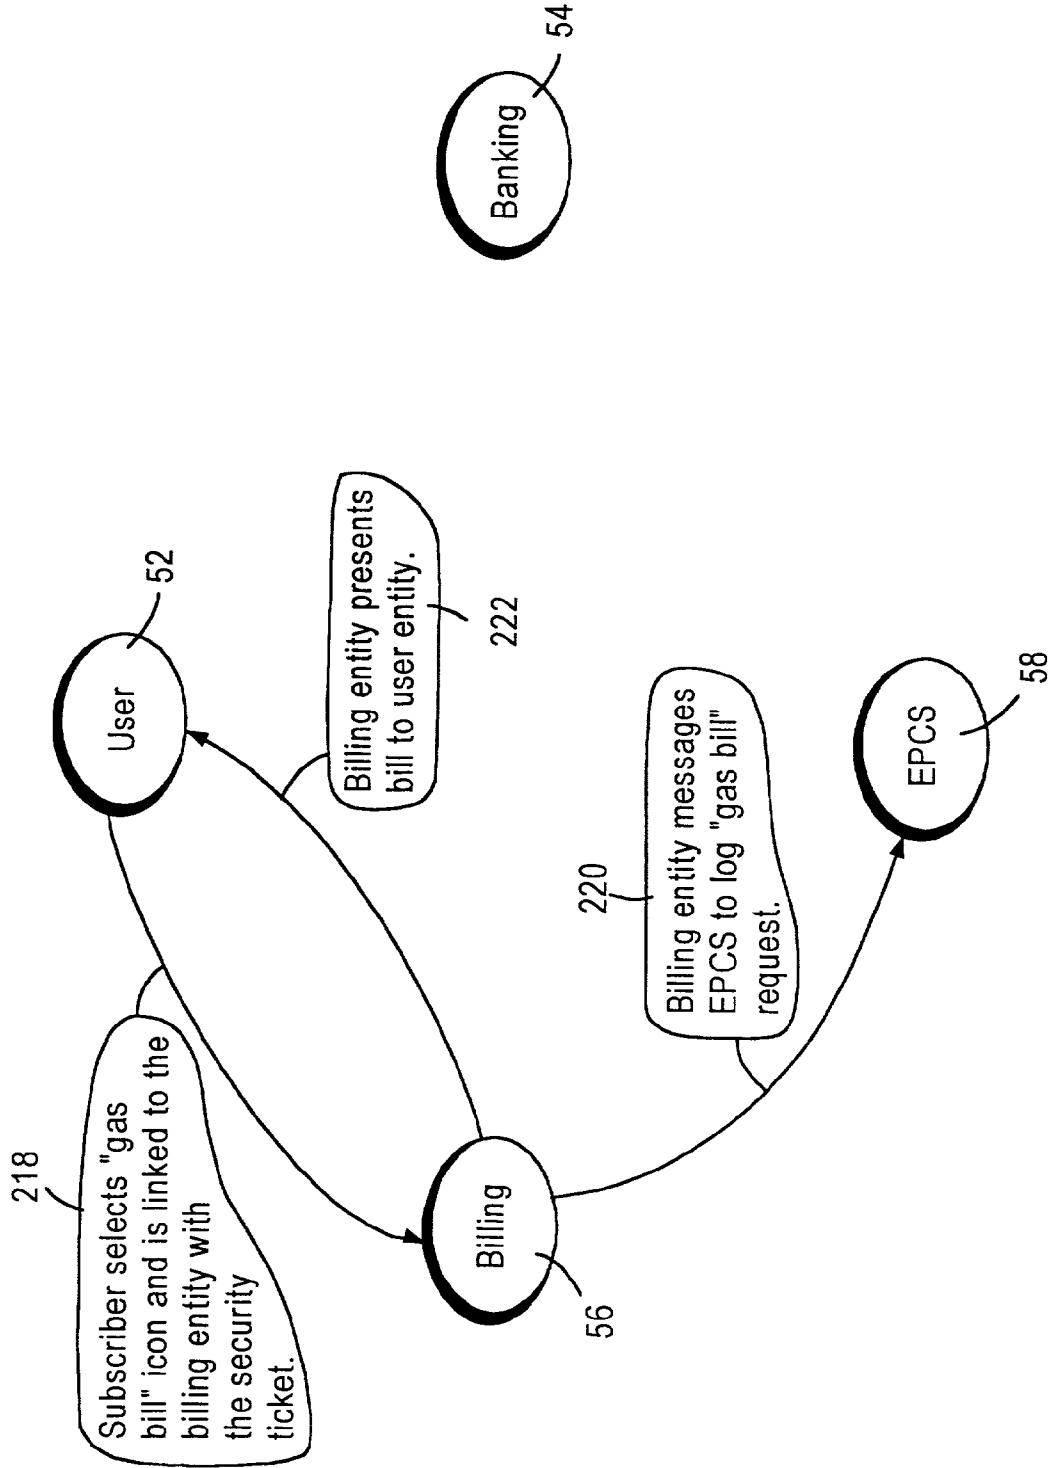 218
Subscriber selects "gas
bill" icon and is linked to the
billing entity with
the security
ticket.
User
52
Billing entity presents
bill to user entity.
222
Billing
56
Banking
54
220
Billing entity messages
EPCS to log "gas bill"
request.
EPCS
58